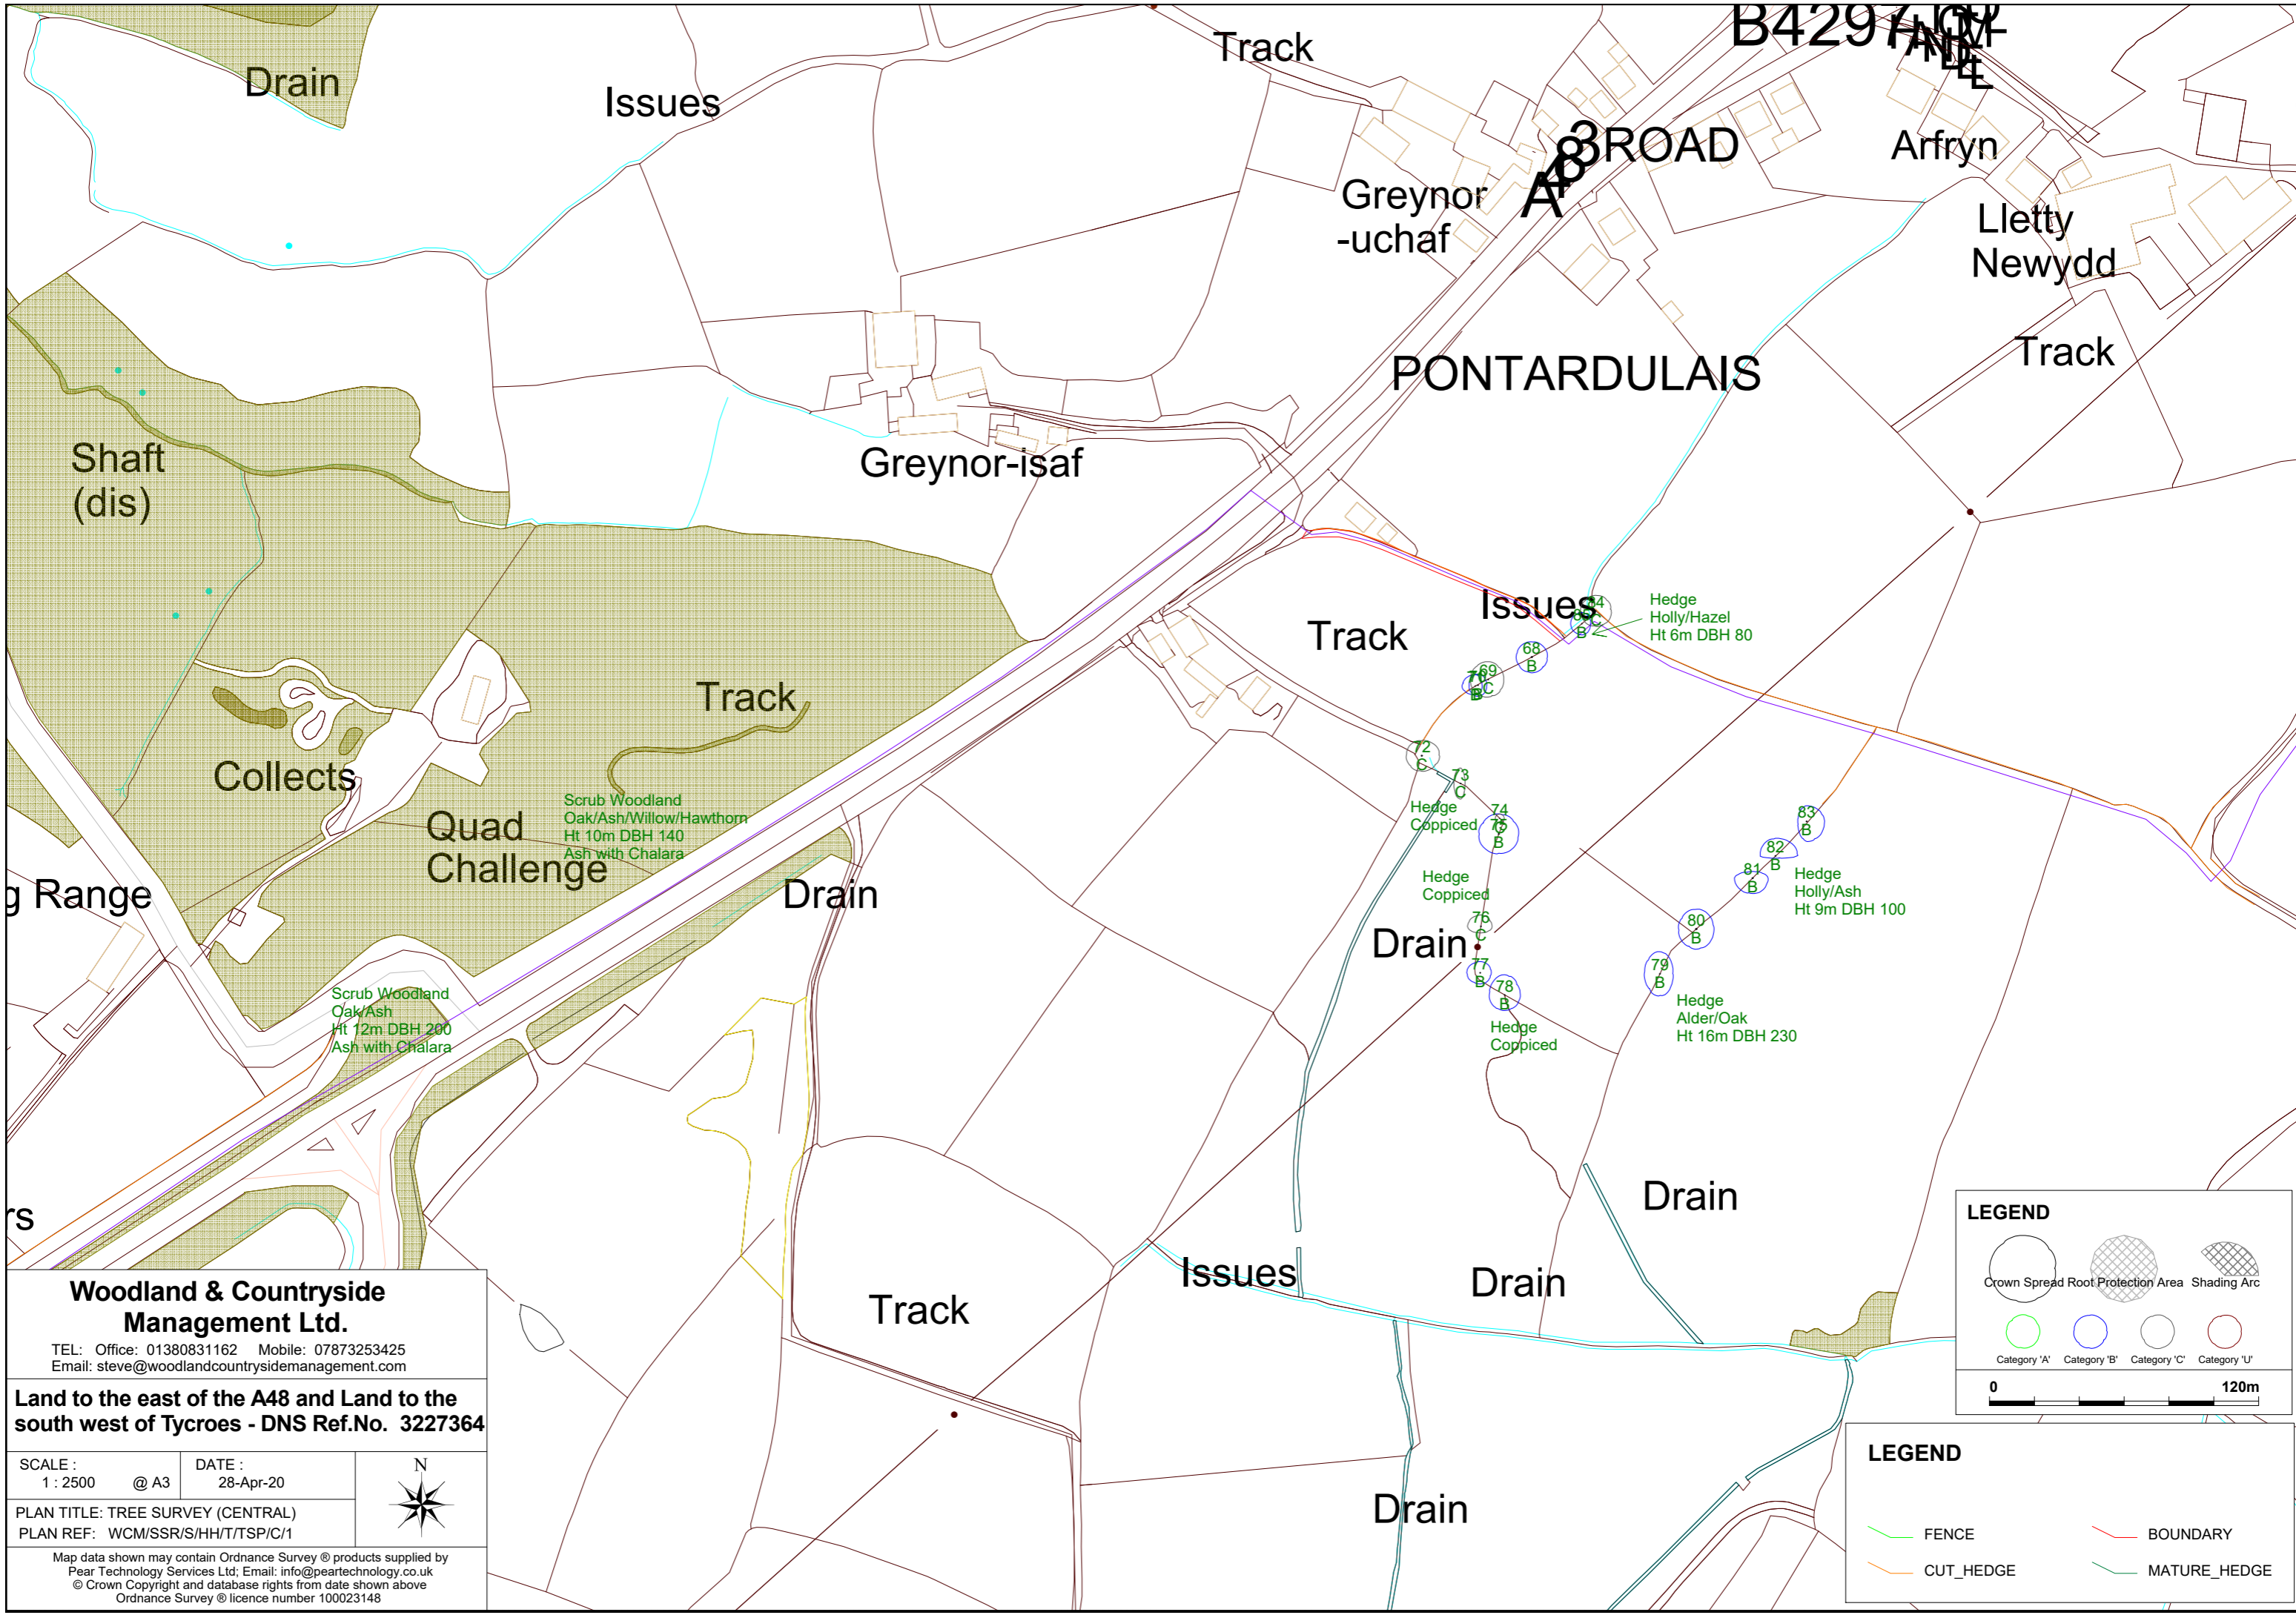 B4297
Track
Drain
Issues
A483ROAD
Arfryn
Greynor
-uchaf
Lletty
Newydd
Track
PONTARDULAIS
Shaft
(dis)
Greynor-isaf
Issues
84
C
85
B
Hedge
Holly/Hazel
Ht 6m DBH 80
Track
68
B
69
C
B
Track
72
C
73
C
Collects
Scrub Woodland
Oak/Ash/Willow/Hawthorn
Ht 10m DBH 140
Ash with Chalara
Quad
Challenge
Hedge
Coppiced
74
75
B
83
B
82
B
81
B
Hedge
Holly/Ash
Ht 9m DBH 100
g Range
Drain
Hedge
Coppiced
76
C
80
B
Drain
77
B
78
B
79
B
Hedge
Coppiced
Hedge
Alder/Oak
Ht 16m DBH 230
Scrub Woodland
Oak/Ash
Ht 12m DBH 200
Ash with Chalara
rs
Drain
Issues
Drain
Track
Drain
LEGEND
Crown Spread Root Protection Area Shading Arc
Category 'A' Category 'B' Category 'C' Category 'U'
0 120m
LEGEND
FENCE BOUNDARY
CUT_HEDGE MATURE_HEDGE
Woodland & Countryside
Management Ltd.
TEL: Office: 01380831162 Mobile: 07873253425
Email: steve@woodlandcountrysidemanagement.com
Land to the east of the A48 and Land to the
south west of Tycroes - DNS Ref.No. 3227364
SCALE :
1 : 2500 @ A3
DATE :
28-Apr-20
N
PLAN TITLE: TREE SURVEY (CENTRAL)
PLAN REF: WCM/SSR/S/HH/T/TSP/C/1
Map data shown may contain Ordnance Survey ® products supplied by
Pear Technology Services Ltd; Email: info@peartechnology.co.uk
© Crown Copyright and database rights from date shown above
Ordnance Survey ® licence number 100023148